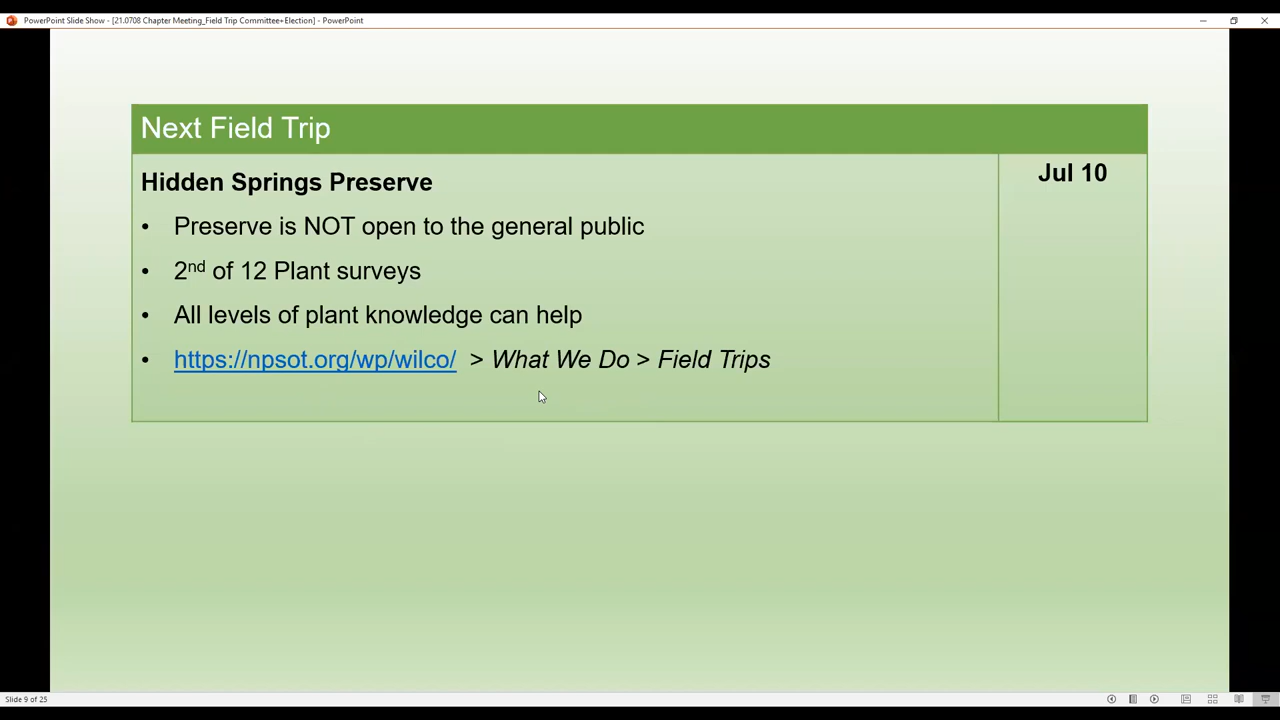 PowerPoint Slide Show - [21.0708 Chapter Meeting_Field Trip Committee+Election] - PowerPoint
Next Field Trip
Hidden Springs Preserve
Jul 10
• Preserve is NOT open to the general public
• 2nd of 12 Plant surveys
• All levels of plant knowledge can help
• https://npsot.org/wp/wilco/ > What We Do > Field Trips
Slide 9 of 25